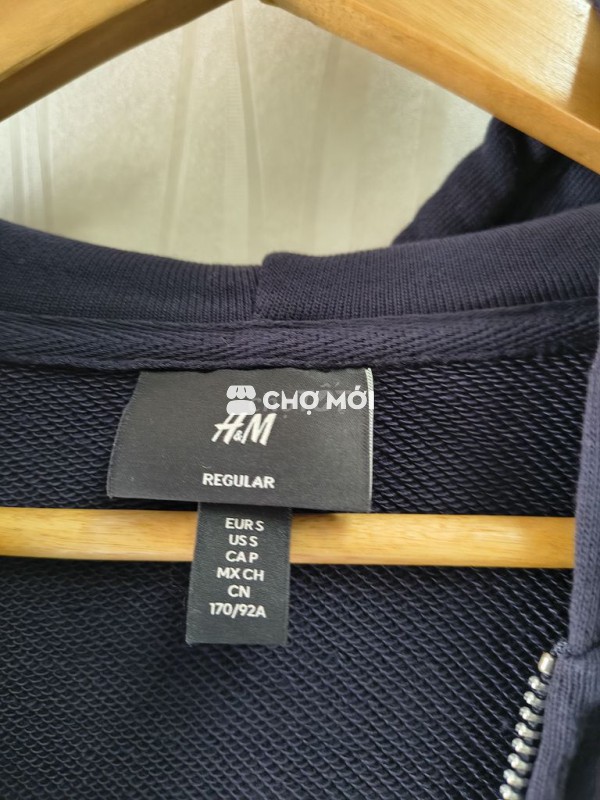 CHỢ MỚI
H&M
REGULAR
EUR S
US S
CA P
MX CH
CN
170/92A